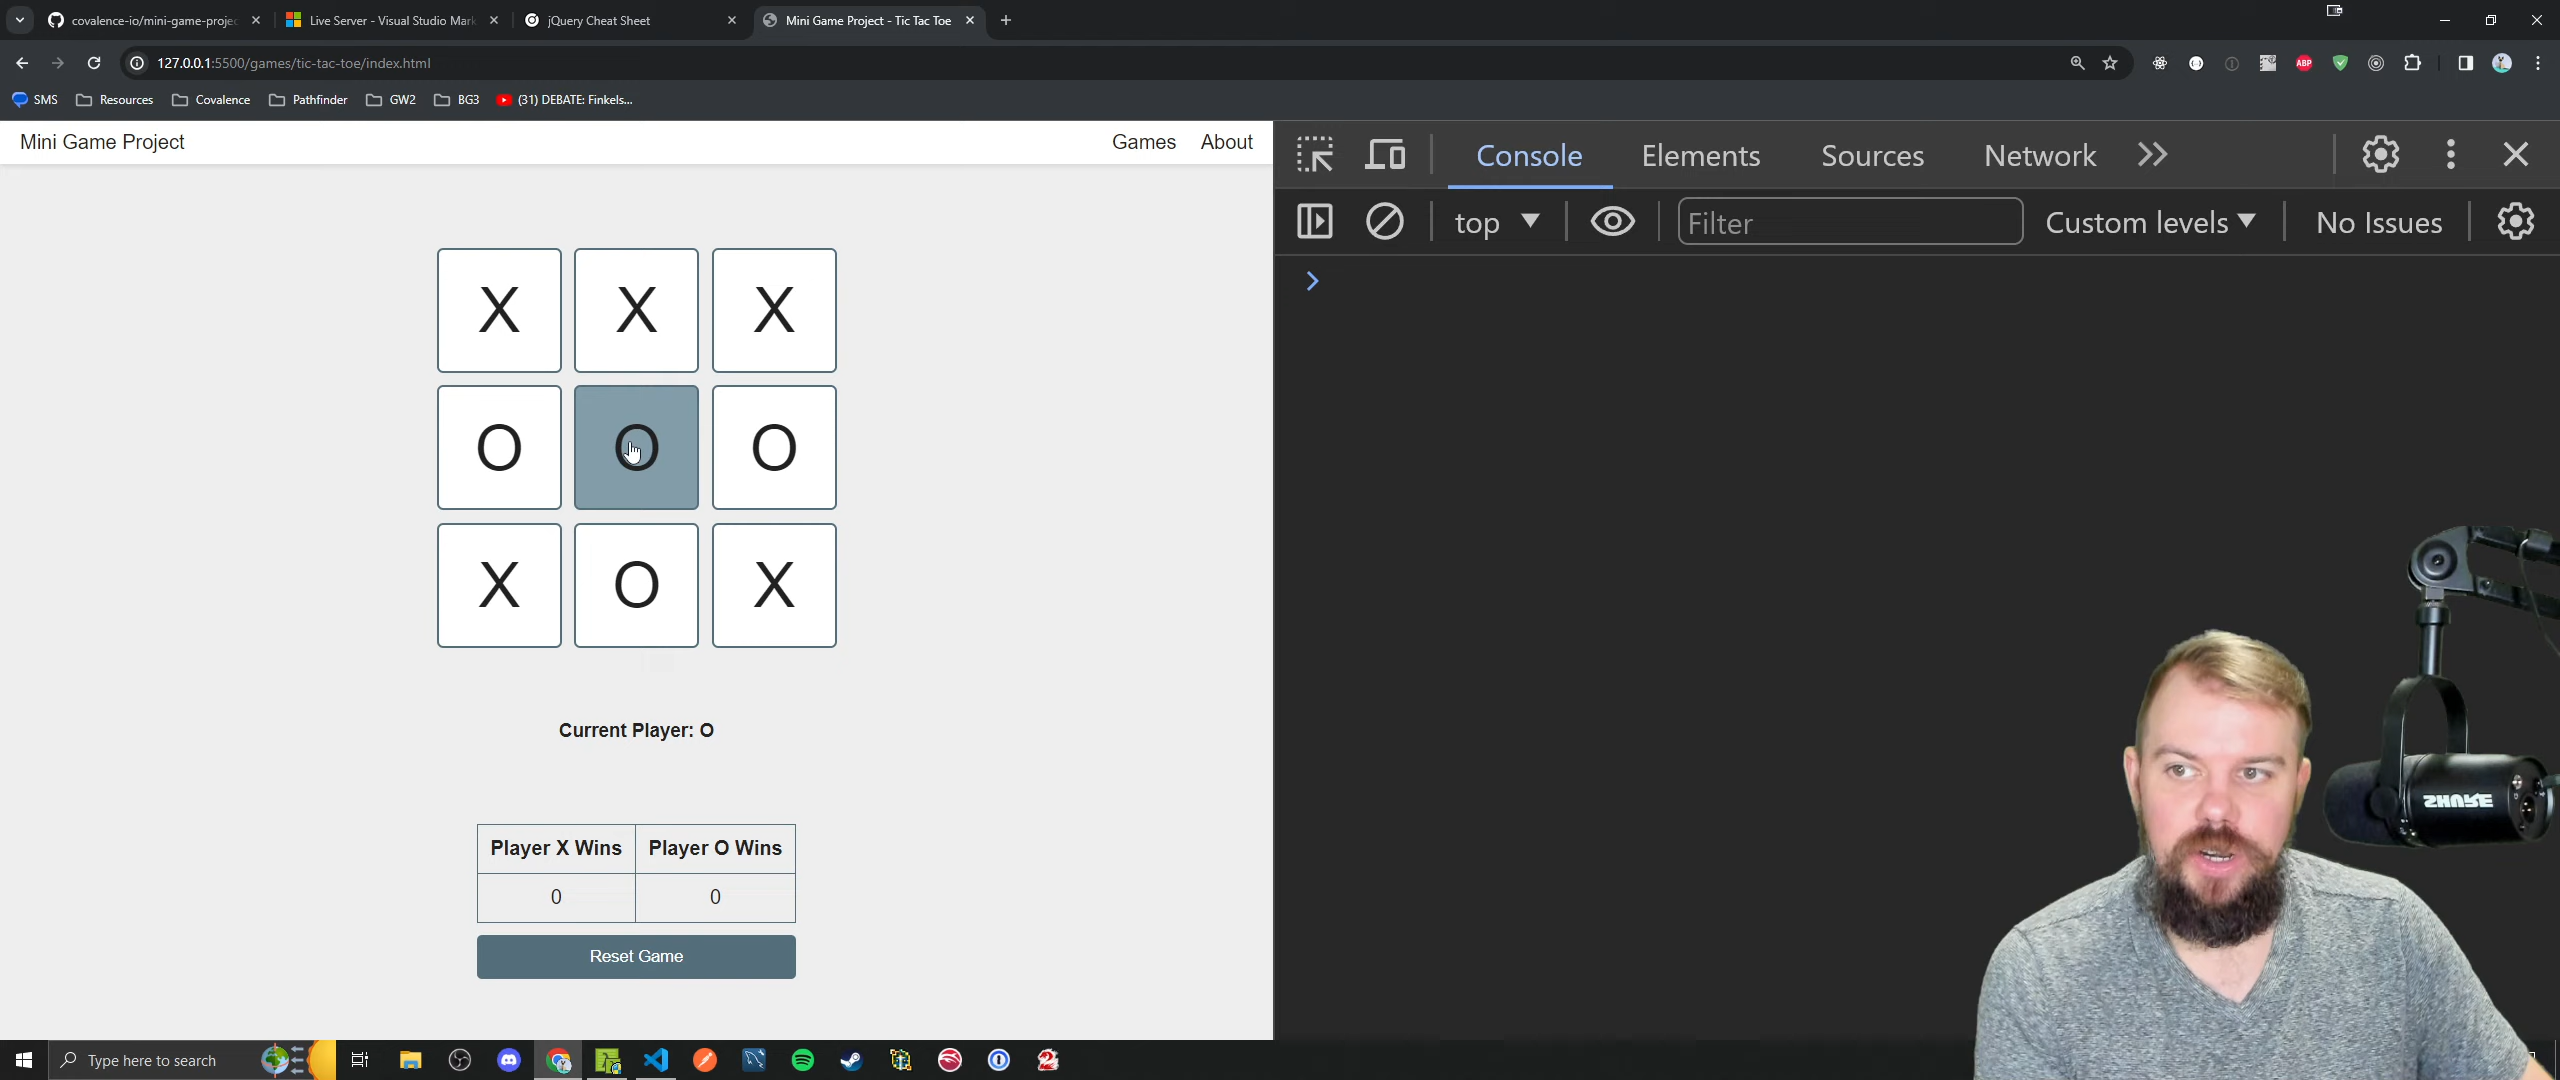 covalence-io/mini-game-projec
Live Server - Visual Studio Mark
jQuery Cheat Sheet
Mini Game Project - Tic Tac Toe
127.0.0.1:5500/games/tic-tac-toe/index.html
ABP
SMS
Resources
Covalence
Pathfinder
GW2
BG3
(31) DEBATE: Finkels...
Mini Game Project
Games
About
Console
Elements
Sources
Network
top
Filter
Custom levels
No Issues
X X X
O O O
X O X
Current Player: O
Player X Wins Player O Wins
0 0
Reset Game
SHURE
Type here to search